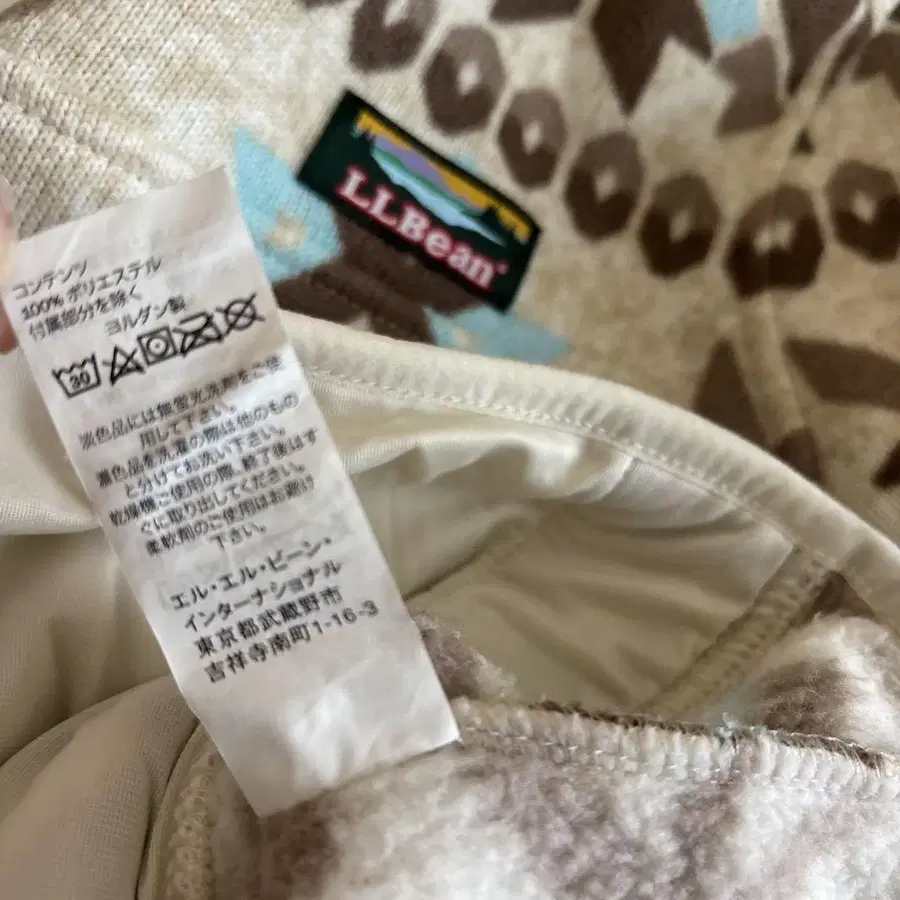 L.L.Bean
コンテンツ
100% ポリエステル
付属部分を除く
ヨルダン製
30
淡色品には無蛍光洗剤をご使
用して下さい。
濃色品を洗濯の際は他のもの
と分けてお洗い下さい。
乾燥機ご使用の際、終了後はす
ぐに取り出してください。
柔軟剤のご使用はお避け
下さい。
エル・エル・ビーン・
インターナショナル
東京都武蔵野市
吉祥寺南町1-16-3